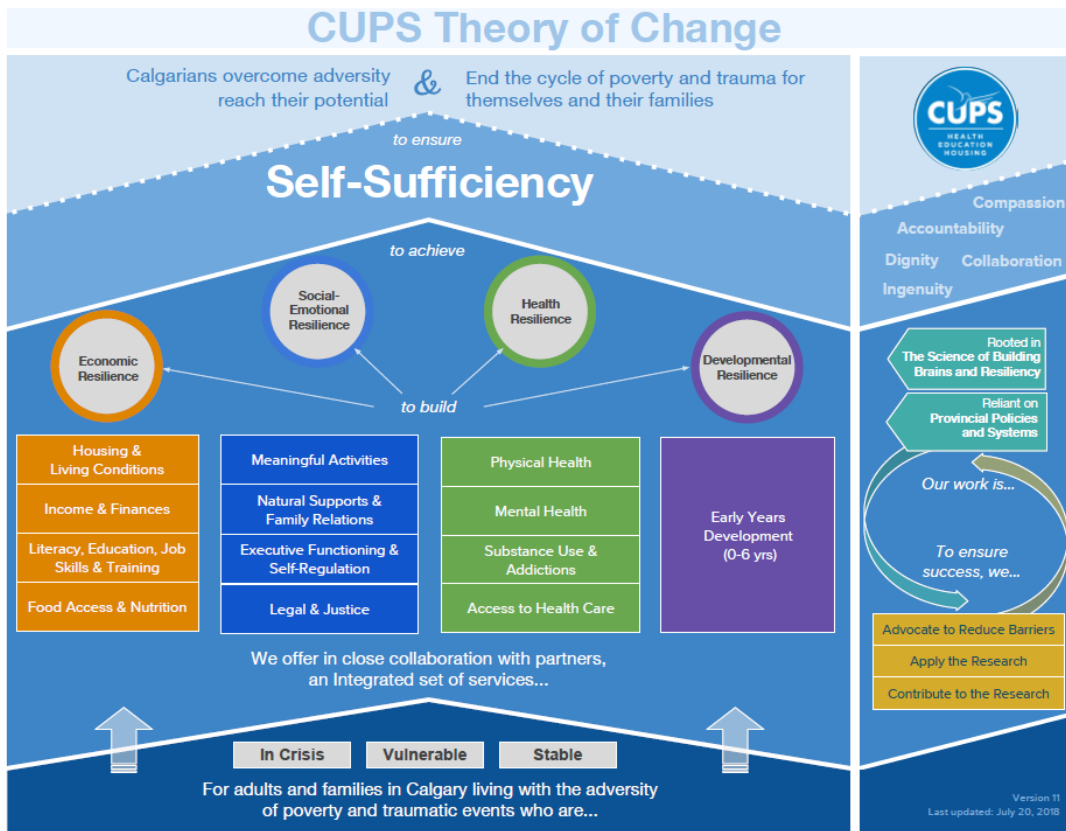 CUPS Theory of Change
Calgarians overcome adversity
reach their potential
&
End the cycle of poverty and trauma for
themselves and their families
to ensure
Self-Sufficiency
to achieve
Economic
Resilience
Social-
Emotional
Resilience
Health
Resilience
Developmental
Resilience
to build
Housing &
Living Conditions
Income & Finances
Literacy, Education, Job
Skills & Training
Food Access & Nutrition
Meaningful Activities
Natural Supports &
Family Relations
Executive Functioning &
Self-Regulation
Legal & Justice
Physical Health
Mental Health
Substance Use &
Addictions
Access to Health Care
Early Years
Development
(0-6 yrs)
We offer in close collaboration with partners,
an Integrated set of services...
In Crisis
Vulnerable
Stable
For adults and families in Calgary living with the adversity
of poverty and traumatic events who are...
CUPS
HEALTH
EDUCATION
HOUSING
Compassion
Accountability
Dignity
Collaboration
Ingenuity
Rooted in
The Science of Building
Brains and Resiliency
Reliant on
Provincial Policies
and Systems
Our work is...
To ensure
success, we...
Advocate to Reduce Barriers
Apply the Research
Contribute to the Research
Version 11
Last updated: July 20, 2018